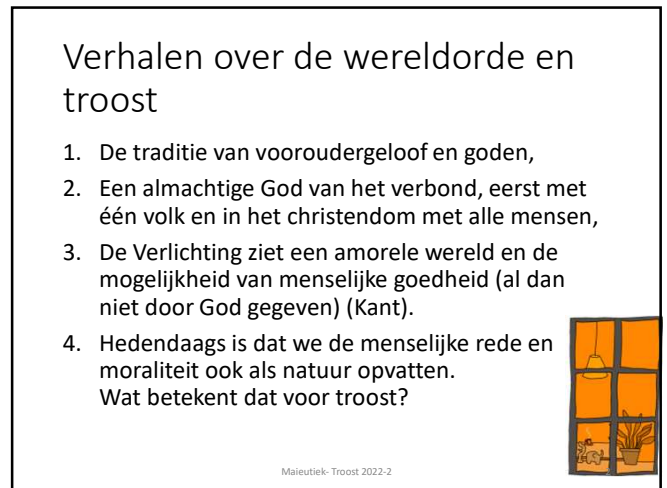 Verhalen over de wereldorde en
troost
1. De traditie van vooroudergeloof en goden,
2. Een almachtige God van het verbond, eerst met
één volk en in het christendom met alle mensen,
3. De Verlichting ziet een amorele wereld en de
mogelijkheid van menselijke goedheid (al dan
niet door God gegeven) (Kant).
4. Hedendaags is dat we de menselijke rede en
moraliteit ook als natuur opvatten.
Wat betekent dat voor troost?
Maieutiek- Troost 2022-2